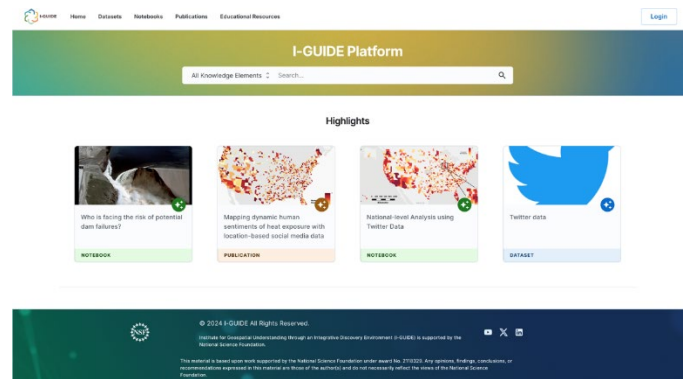 I-GUIDE Home Datasets Notebooks Publications Educational Resources Login
I-GUIDE Platform
All Knowledge Elements Search...
Highlights
Who is facing the risk of potential
dam failures?
NOTEBOOK
Mapping dynamic human
sentiments of heat exposure with
location-based social media data
PUBLICATION
National-level Analysis using
Twitter Data
NOTEBOOK
Twitter data
DATASET
NSF
© 2024 I-GUIDE All Rights Reserved.
Institute for Geospatial Understanding through an Integrative Discovery Environment (I-GUIDE) is supported by the
National Science Foundation.
This material is based upon work supported by the National Science Foundation under award No. 2118329. Any opinions, findings, conclusions, or
recommendations expressed in this material are those of the author(s) and do not necessarily reflect the views of the National Science
Foundation.